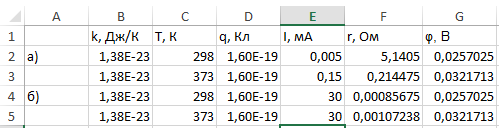 A B C D E F G
1 k, Дж/К T, К q, Кл I, мА r, Ом φ, В
2 а) 1,38E-23 298 1,60E-19 0,005 5,1405 0,0257025
3 1,38E-23 373 1,60E-19 0,15 0,214475 0,0321713
4 б) 1,38E-23 298 1,60E-19 30 0,00085675 0,0257025
5 1,38E-23 373 1,60E-19 30 0,00107238 0,0321713